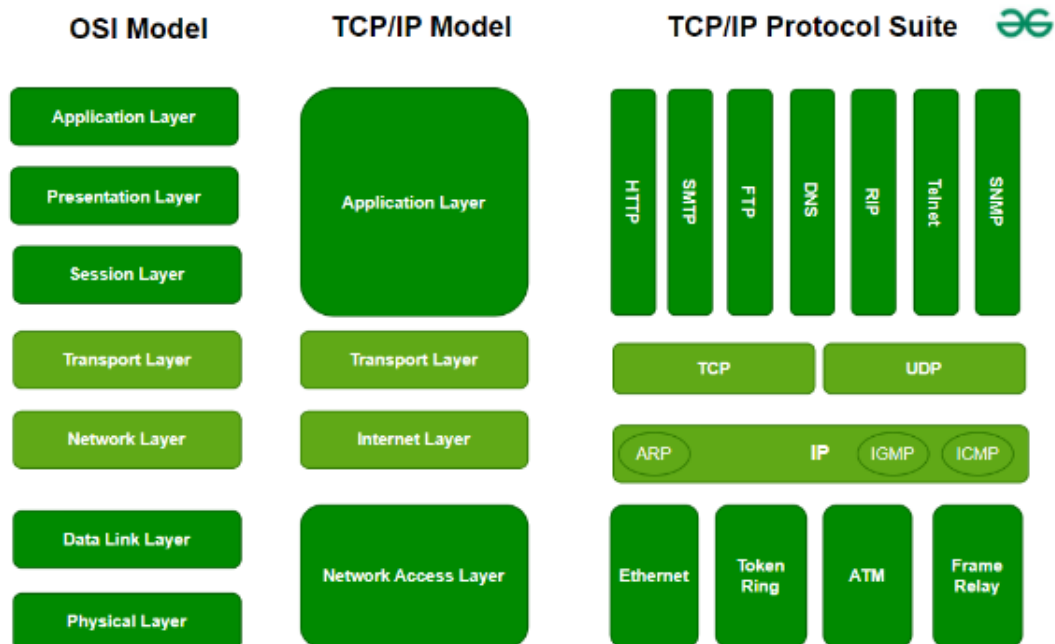 OSI Model
TCP/IP Model
TCP/IP Protocol Suite
Application Layer
Presentation Layer
Session Layer
Transport Layer
Network Layer
Data Link Layer
Physical Layer
Application Layer
Transport Layer
Internet Layer
Network Access Layer
HTTP
SMTP
FTP
DNS
RIP
Telnet
SNMP
TCP
UDP
ARP
IP
IGMP
ICMP
Ethernet
Token
Ring
ATM
Frame
Relay